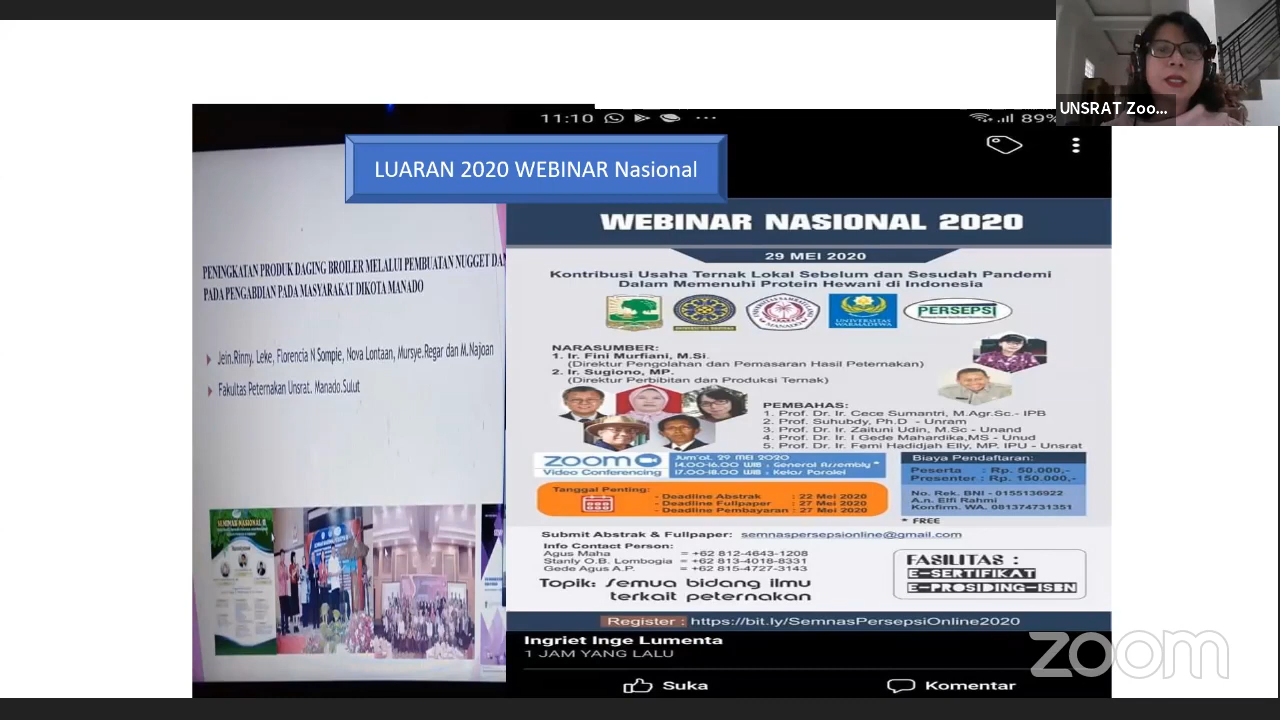 UNSRAT Zoo...
11:10
89%
LUARAN 2020 WEBINAR Nasional
PENINGKATAN PRODUK DAGING BROILER MELALUI PEMBUATAN NUGGET DAN
PADA PENGABDIAN PADA MASYARAKAT DIKOTA MANADO
Jein.Rinny. Leke, Florencia N Sompie, Nova Lontaan, Mursye.Regar dan M.Najoan
Fakultas Peternakan Unsrat. Manado.Sulut
SEMINAR NASIONAL II
WEBINAR NASIONAL 2020
29 MEI 2020
Kontribusi Usaha Ternak Lokal Sebelum dan Sesudah Pandemi
Dalam Memenuhi Protein Hewani di Indonesia
UNIVERSITAS
WARMADEWA
PERSEPSI
NARASUMBER:
1. Ir. Fini Murfiani, M.Si.
(Direktur Pengolahan dan Pemasaran Hasil Peternakan)
2. Ir. Sugiono, MP.
(Direktur Perbibitan dan Produksi Ternak)
PEMBAHAS:
1. Prof. Dr. Ir. Cece Sumantri, M.Agr.Sc.- IPB
2. Prof. Suhubdy, Ph.D - Unram
3. Prof. Dr. Ir. Zaituni Udin, M.Sc - Unand
4. Prof. Dr. Ir. I Gede Mahardika,MS - Unud
5. Prof. Dr. Ir. Femi Hadidjah Elly, MP. IPU - Unsrat
zoom
Video Conferencing
Jum'at, 29 MEI 2020
14.00-16.00 WIB : General Assembly *
17.00-18.00 WIB : Kelas Paralel
Biaya Pendaftaran:
Peserta : Rp. 50.000,-
Presenter : Rp. 150.000,-
No. Rek. BNI - 0155136922
A.n. Elfi Rahmi
Konfirm. WA. 081374731351
Tanggal Penting:
- Deadline Abstrak : 22 Mei 2020
- Deadline Fullpaper : 27 Mei 2020
- Deadline Pembayaran : 27 Mei 2020
* FREE
Submit Abstrak & Fullpaper: semnaspersepsionline@gmail.com
Info Contact Person:
Agus Maha = +62 812-4643-1208
Stanly O.B. Lombogia = +62 813-4018-8331
Gede Agus A.P. = +62 815-4727-3143
Topik: Semua bidang ilmu
terkait peternakan
FASILITAS :
E-SERTIFIKAT
E-PROSIDING-ISBN
Register : https://bit.ly/SemnasPersepsiOnline2020
Ingriet Inge Lumenta
1 JAM YANG LALU
Suka
Komentar
zoom